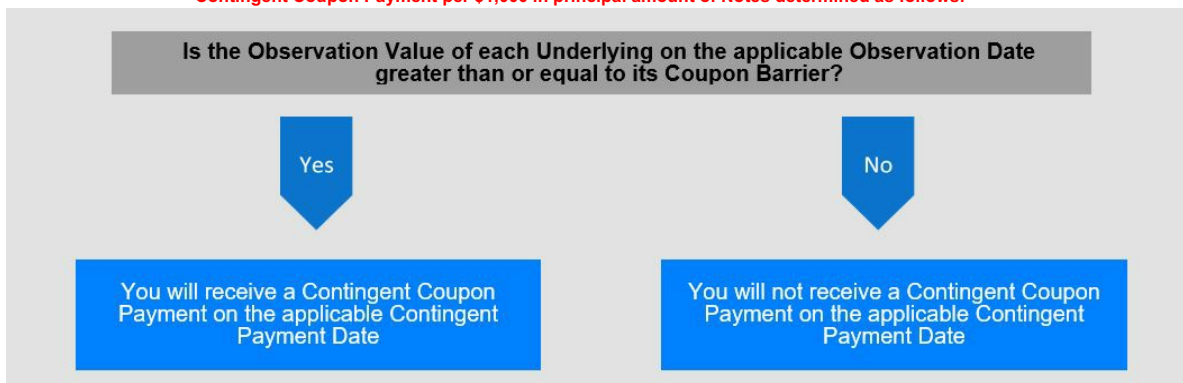 Contingent Coupon Payment per $1,000 in principal amount of Notes determined as follows:
Is the Observation Value of each Underlying on the applicable Observation Date
greater than or equal to its Coupon Barrier?
Yes
No
You will receive a Contingent Coupon
Payment on the applicable Contingent
Payment Date
You will not receive a Contingent Coupon
Payment on the applicable Contingent
Payment Date